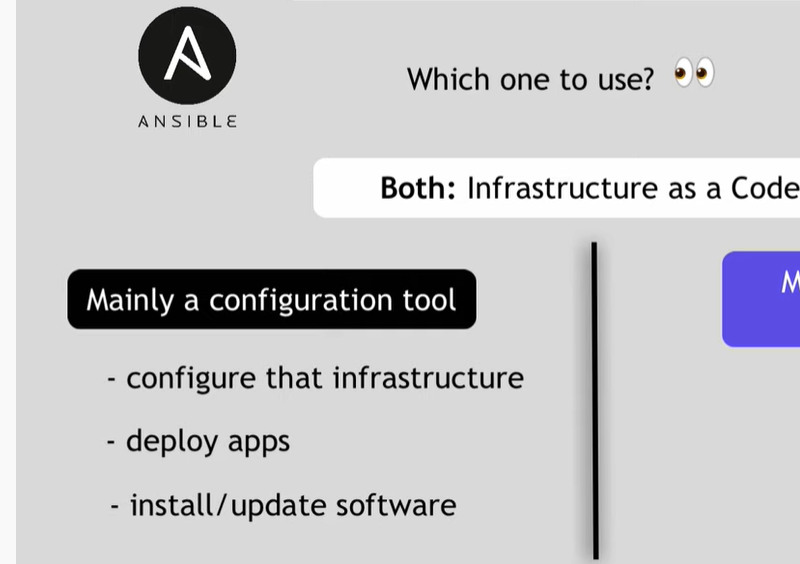 ANSIBLE
Which one to use? 👀
Both: Infrastructure as a Code
Mainly a configuration tool
M
- configure that infrastructure
- deploy apps
- install/update software